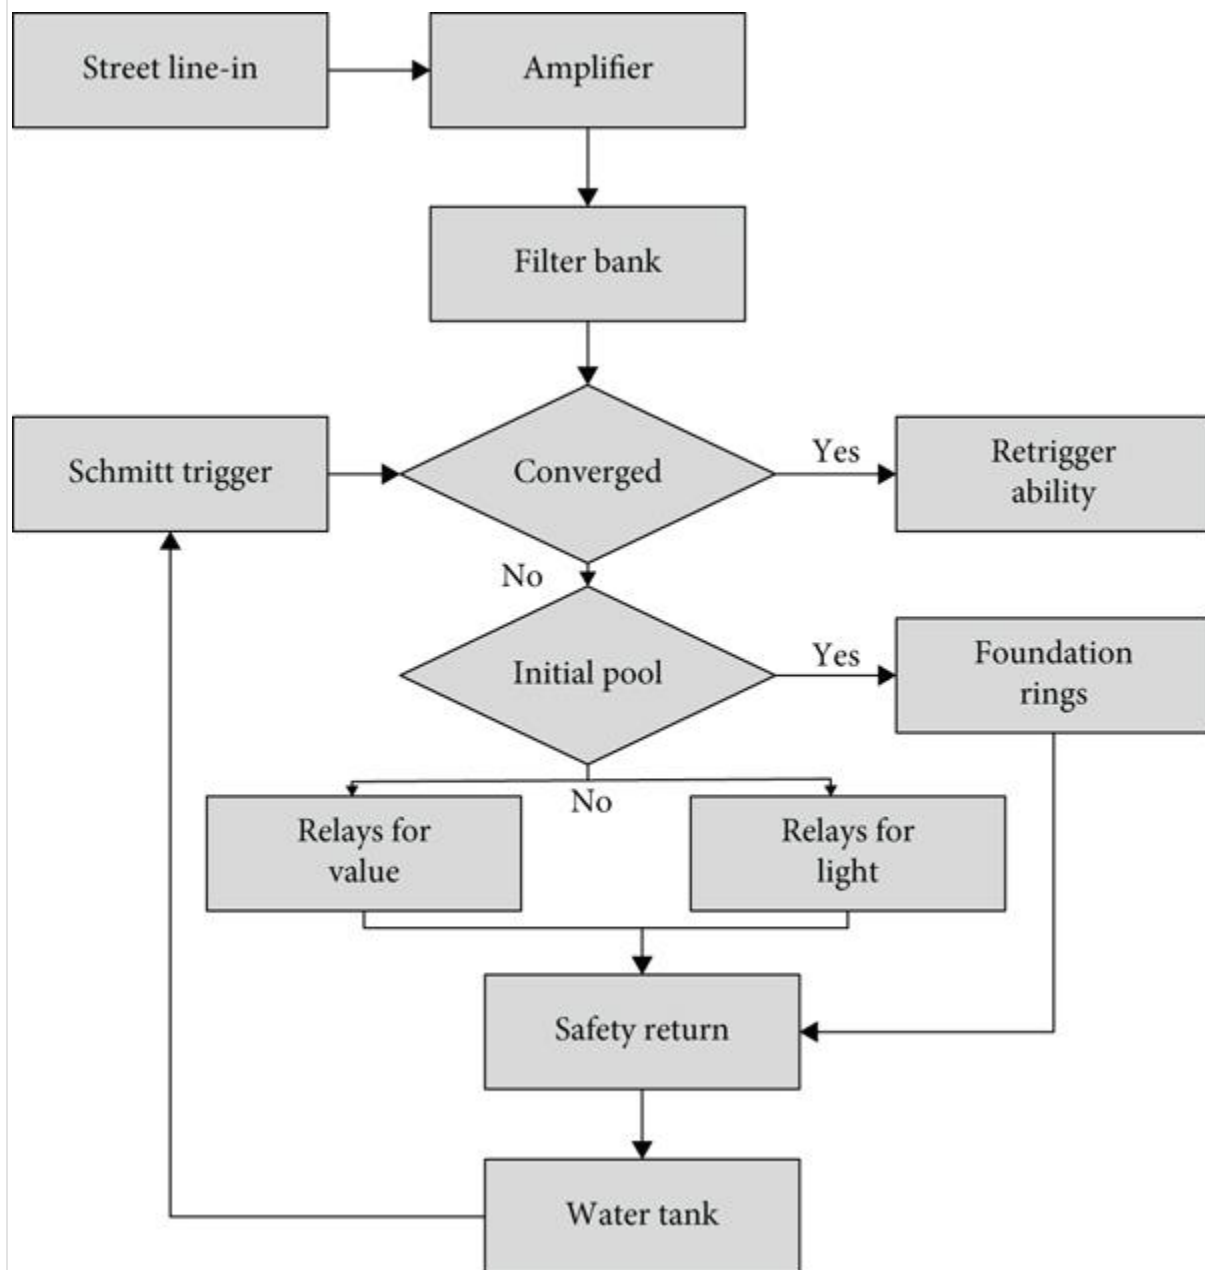 Street line-in
Amplifier
Filter bank
Schmitt trigger
Converged
Yes
Retrigger
ability
No
Initial pool
Yes
Foundation
rings
No
Relays for
value
Relays for
light
Safety return
Water tank